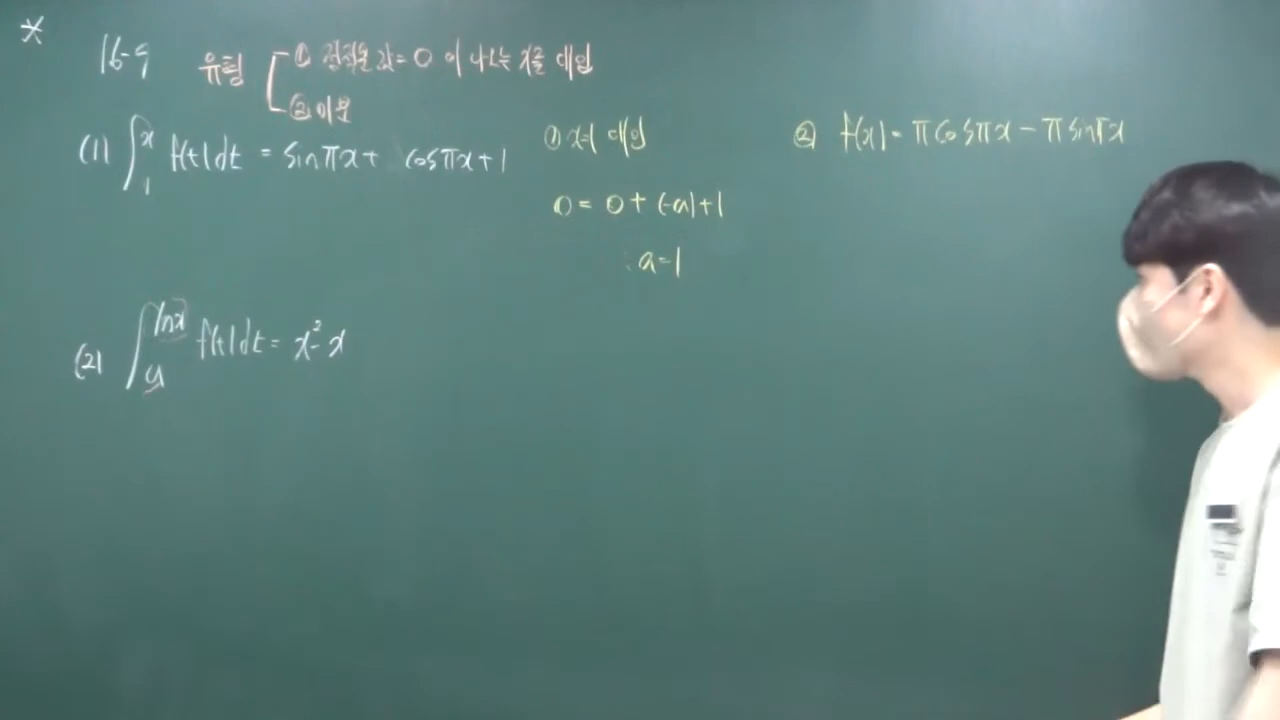 *
16-9 유형 ① 정적분 값=0 이 나오는 x를 대입
② 미분
(1) ∫₁ˣ f(t)dt = sinπx + cosπx+1
① x=1 대입
0 = 0 + (-a)+1
∴ a=1
② f(x) = πcosπx - πsinπx
(2) ∫ₐ^(lnx) f(t)dt = x²-x